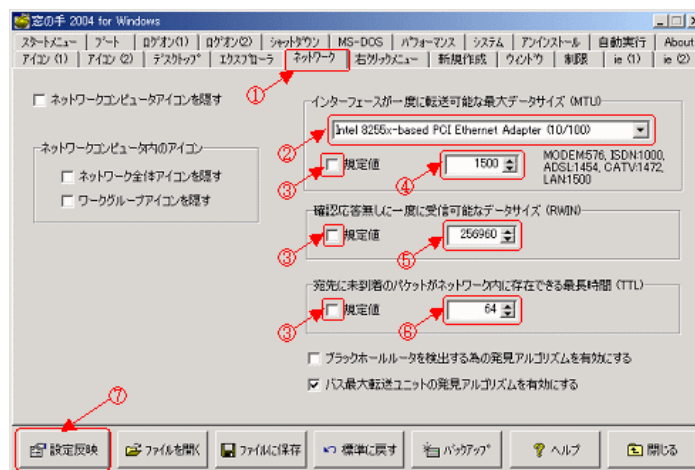 窓の手 2004 for Windows
スタートメニュー ブート ログオン(1) ログオン(2) シャットダウン MS-DOS パフォーマンス システム アンインストール 自動実行 About
アイコン (1) アイコン (2) デスクトップ エクスプローラ ネットワーク 右クリックメニュー 新規作成 ウィンドウ 制限 ie (1) ie (2)
①
ネットワークコンピュータアイコンを隠す
ネットワークコンピュータ内のアイコン
ネットワーク全体アイコンを隠す
ワークグループアイコンを隠す
インターフェースが一度に転送可能な最大データサイズ (MTU)
② Intel 8255x-based PCI Ethernet Adapter (10/100)
③ 規定値 ④ 1500
MODEM576, ISDN1000,
ADSL1454, CATV1472,
LAN1500
確認応答無しに一度に受信可能なデータサイズ (RWIN)
③ 規定値 ⑤ 256960
宛先に未到着のパケットがネットワーク内に存在できる最長時間 (TTL)
③ 規定値 ⑥ 64
ブラックホールルータを検出する為の発見アルゴリズムを有効にする
パス最大転送ユニットの発見アルゴリズムを有効にする
⑦
設定反映 ファイルを開く ファイルに保存 標準に戻す バックアップ ヘルプ 閉じる